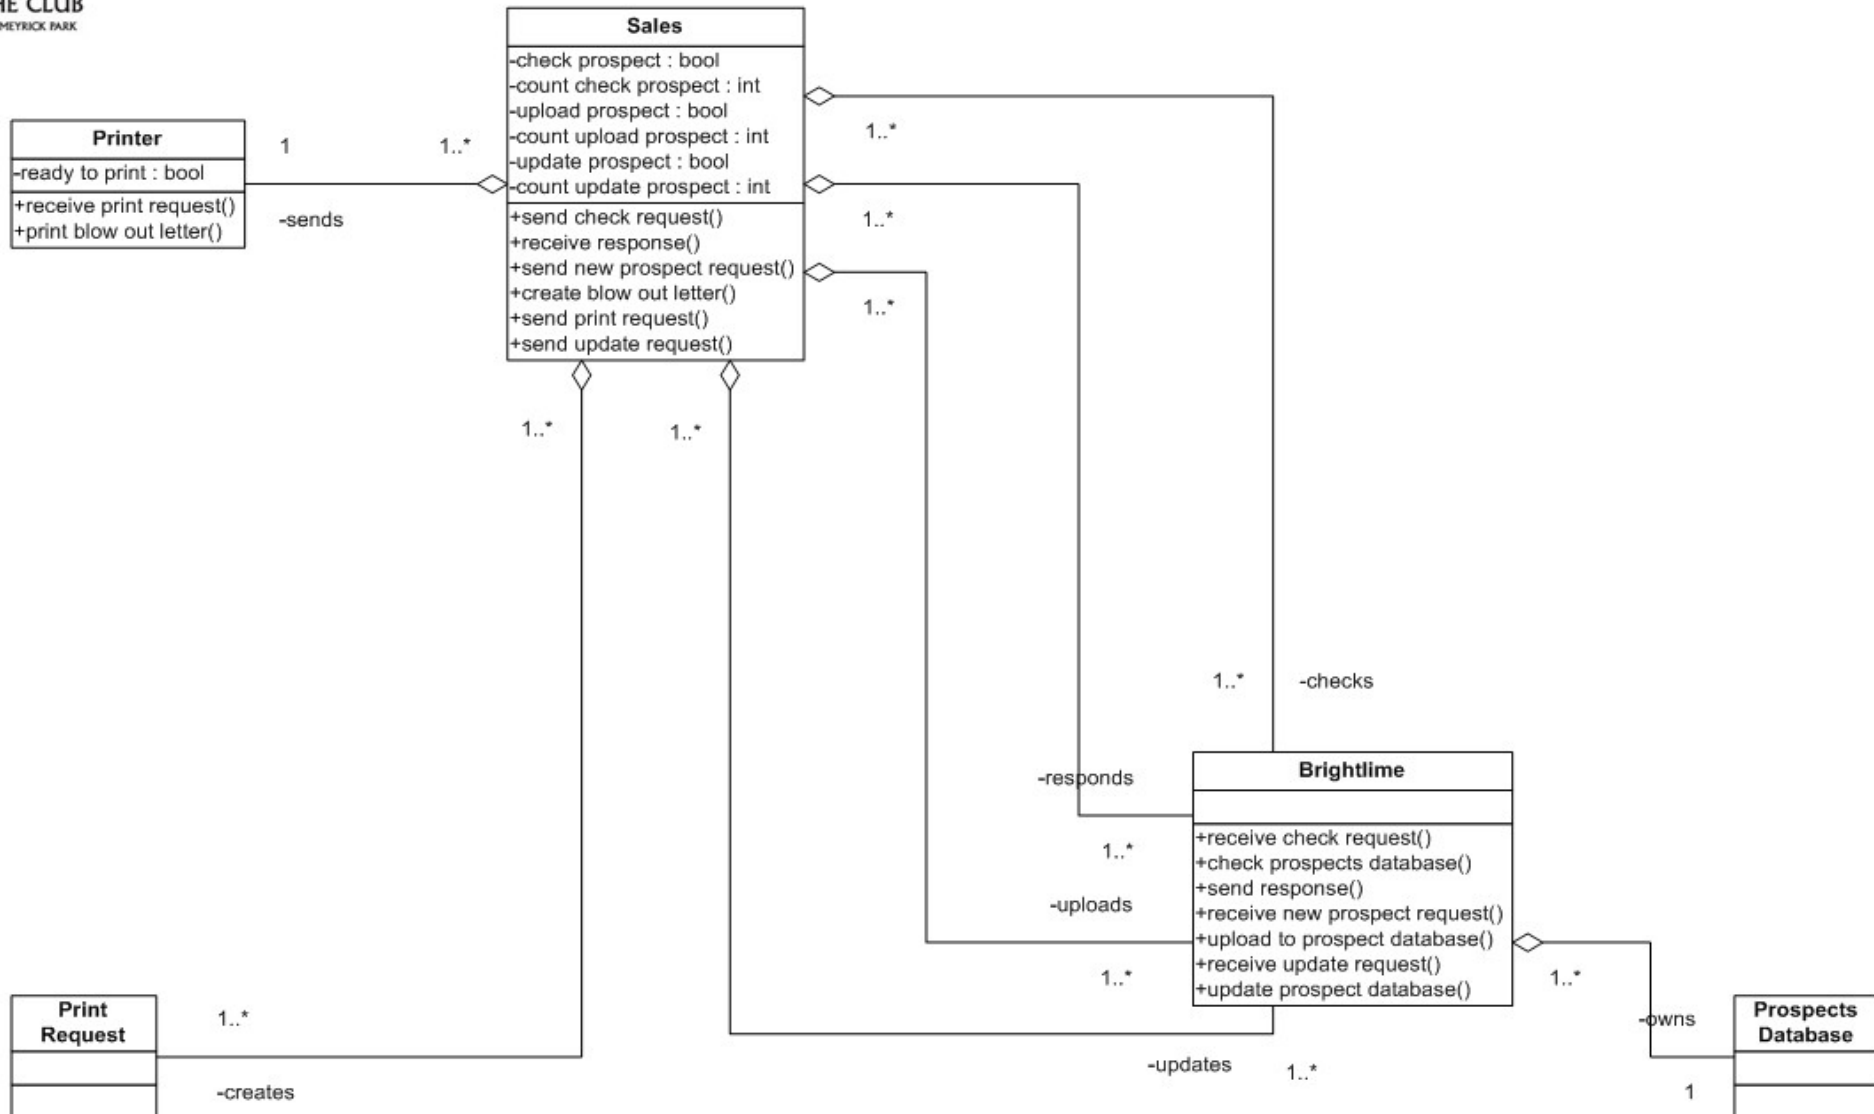 HE CLUB
MEYRICK PARK
Sales
-check prospect : bool
-count check prospect : int
-upload prospect : bool
-count upload prospect : int
-update prospect : bool
-count update prospect : int
+send check request()
+receive response()
+send new prospect request()
+create blow out letter()
+send print request()
+send update request()
Printer
-ready to print : bool
+receive print request()
+print blow out letter()
1
1..*
-sends
1..*
1..*
1..*
1..*
1..*
1..*
-checks
-responds
1..*
-uploads
1..*
Brightlime
+receive check request()
+check prospects database()
+send response()
+receive new prospect request()
+upload to prospect database()
+receive update request()
+update prospect database()
1..*
-owns
1
Prospects
Database
-updates
1..*
Print
Request
1..*
-creates